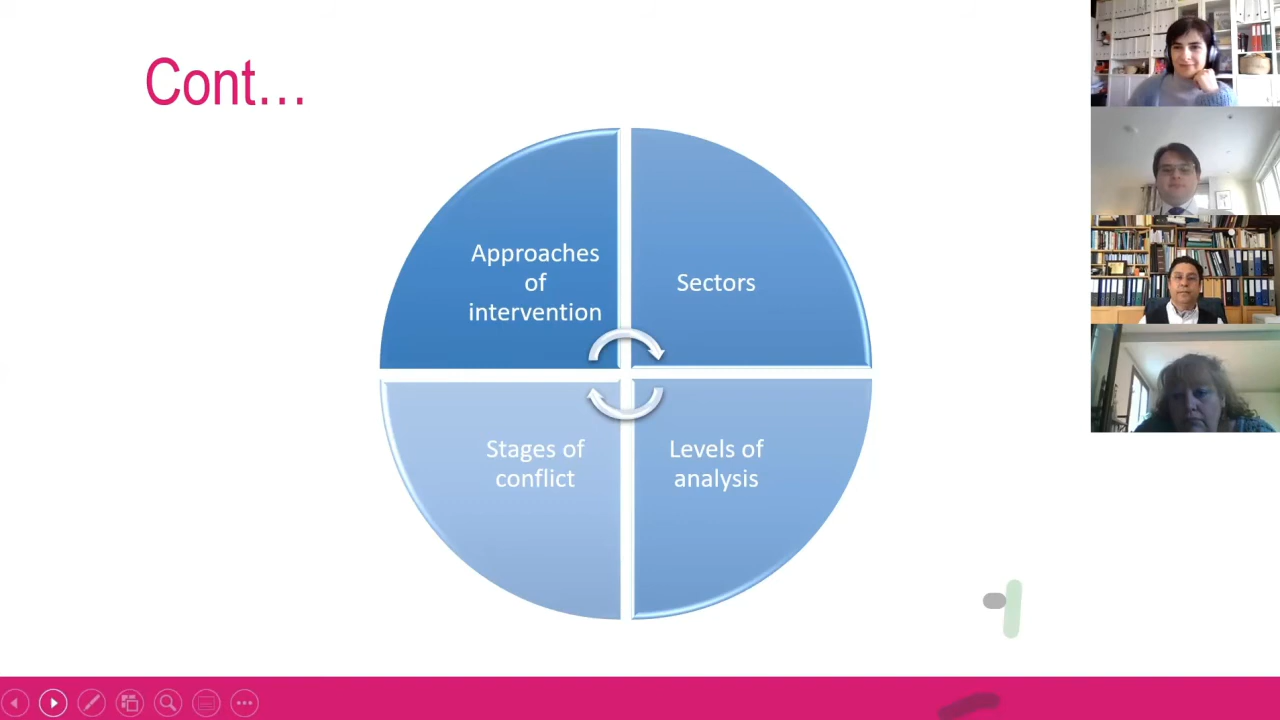 Cont…
Approaches
of
intervention
Sectors
Stages of
conflict
Levels of
analysis